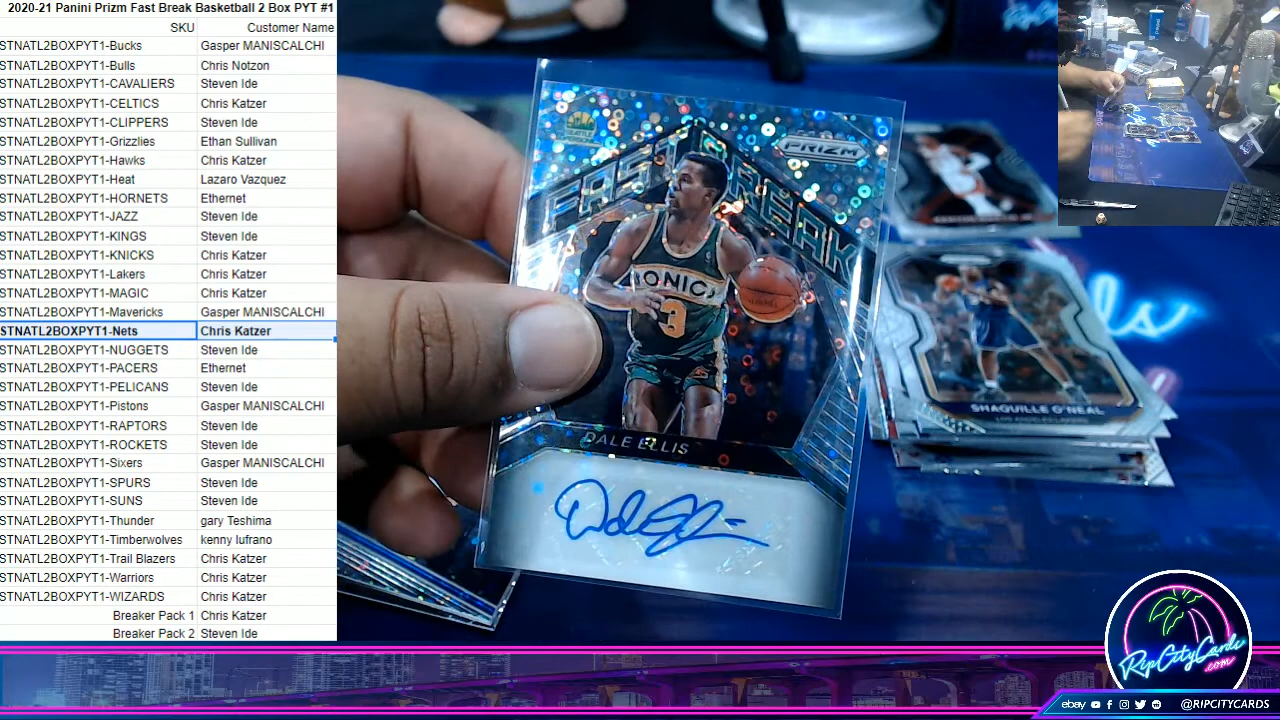 2020-21 Panini Prizm Fast Break Basketball 2 Box PYT #1
SKU Customer Name
STNATL2BOXPYT1-Bucks Gasper MANISCALCHI
STNATL2BOXPYT1-Bulls Chris Notzon
STNATL2BOXPYT1-CAVALIERS Steven Ide
STNATL2BOXPYT1-CELTICS Chris Katzer
STNATL2BOXPYT1-CLIPPERS Steven Ide
STNATL2BOXPYT1-Grizzlies Ethan Sullivan
STNATL2BOXPYT1-Hawks Chris Katzer
STNATL2BOXPYT1-Heat Lazaro Vazquez
STNATL2BOXPYT1-HORNETS Ethernet
STNATL2BOXPYT1-JAZZ Steven Ide
STNATL2BOXPYT1-KINGS Steven Ide
STNATL2BOXPYT1-KNICKS Chris Katzer
STNATL2BOXPYT1-Lakers Chris Katzer
STNATL2BOXPYT1-MAGIC Chris Katzer
STNATL2BOXPYT1-Mavericks Gasper MANISCALCHI
STNATL2BOXPYT1-Nets Chris Katzer
STNATL2BOXPYT1-NUGGETS Steven Ide
STNATL2BOXPYT1-PACERS Ethernet
STNATL2BOXPYT1-PELICANS Steven Ide
STNATL2BOXPYT1-Pistons Gasper MANISCALCHI
STNATL2BOXPYT1-RAPTORS Steven Ide
STNATL2BOXPYT1-ROCKETS Steven Ide
STNATL2BOXPYT1-Sixers Gasper MANISCALCHI
STNATL2BOXPYT1-SPURS Steven Ide
STNATL2BOXPYT1-SUNS Steven Ide
STNATL2BOXPYT1-Thunder gary Teshima
STNATL2BOXPYT1-Timberwolves kenny lufrano
STNATL2BOXPYT1-Trail Blazers Chris Katzer
STNATL2BOXPYT1-Warriors Chris Katzer
STNATL2BOXPYT1-WIZARDS Chris Katzer
Breaker Pack 1 Chris Katzer
Breaker Pack 2 Steven Ide
SEATTLE
PRIZM
FAST BREAK
SONICS
3
DALE ELLIS
SHAQUILLE O'NEAL
LOS ANGELES LAKERS
RipCityCards
.com
ebay @RIPCITYCARDS